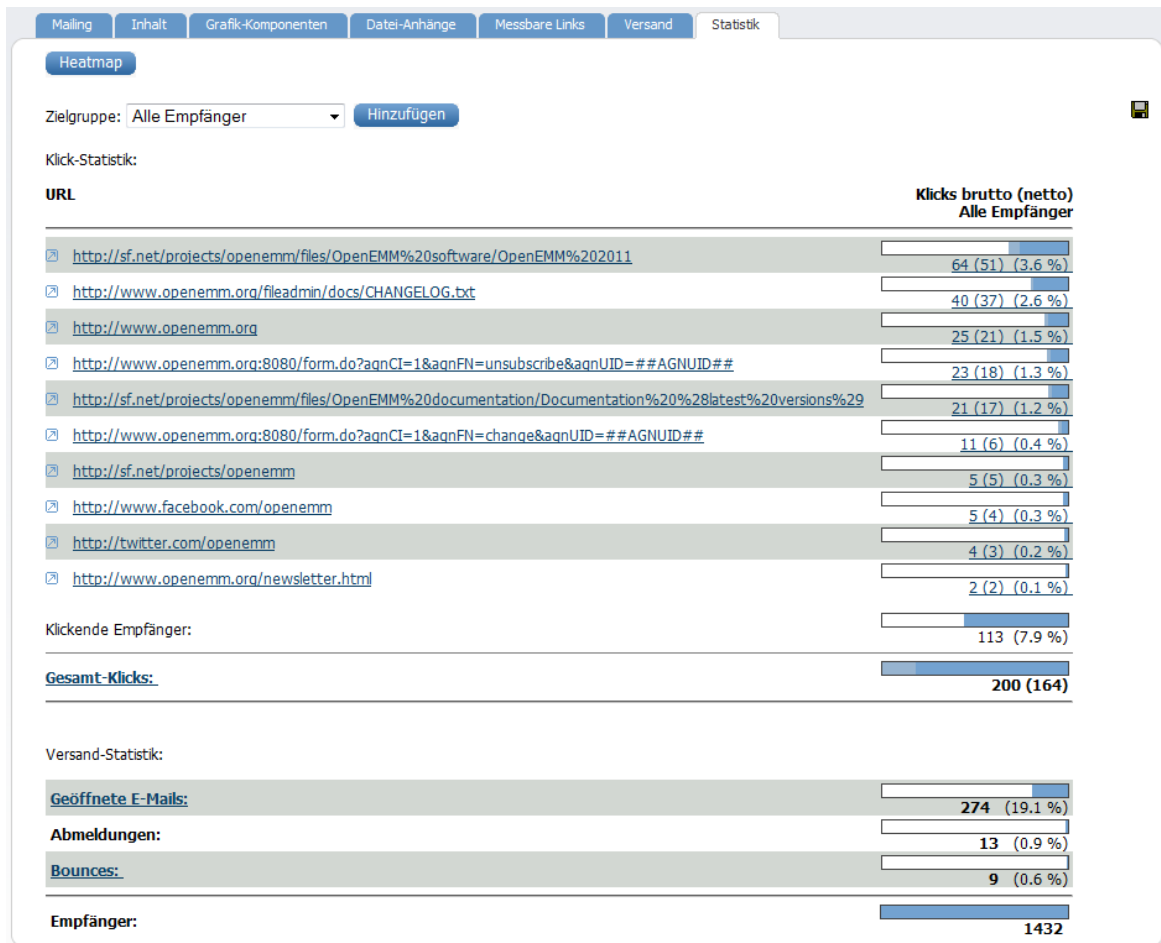 Mailing Inhalt Grafik-Komponenten Datei-Anhänge Messbare Links Versand Statistik
Heatmap
Zielgruppe: Alle Empfänger Hinzufügen
Klick-Statistik:
URL Klicks brutto (netto)
Alle Empfänger
http://sf.net/projects/openemm/files/OpenEMM%20software/OpenEMM%202011
64 (51) (3.6 %)
http://www.openemm.org/fileadmin/docs/CHANGELOG.txt
40 (37) (2.6 %)
http://www.openemm.org
25 (21) (1.5 %)
http://www.openemm.org:8080/form.do?agnCI=1&agnFN=unsubscribe&agnUID=##AGNUID##
23 (18) (1.3 %)
http://sf.net/projects/openemm/files/OpenEMM%20documentation/Documentation%20%28latest%20versions%29
21 (17) (1.2 %)
http://www.openemm.org:8080/form.do?agnCI=1&agnFN=change&agnUID=##AGNUID##
11 (6) (0.4 %)
http://sf.net/projects/openemm
5 (5) (0.3 %)
http://www.facebook.com/openemm
5 (4) (0.3 %)
http://twitter.com/openemm
4 (3) (0.2 %)
http://www.openemm.org/newsletter.html
2 (2) (0.1 %)
Klickende Empfänger:
113 (7.9 %)
Gesamt-Klicks:
200 (164)
Versand-Statistik:
Geöffnete E-Mails:
274 (19.1 %)
Abmeldungen:
13 (0.9 %)
Bounces:
9 (0.6 %)
Empfänger:
1432